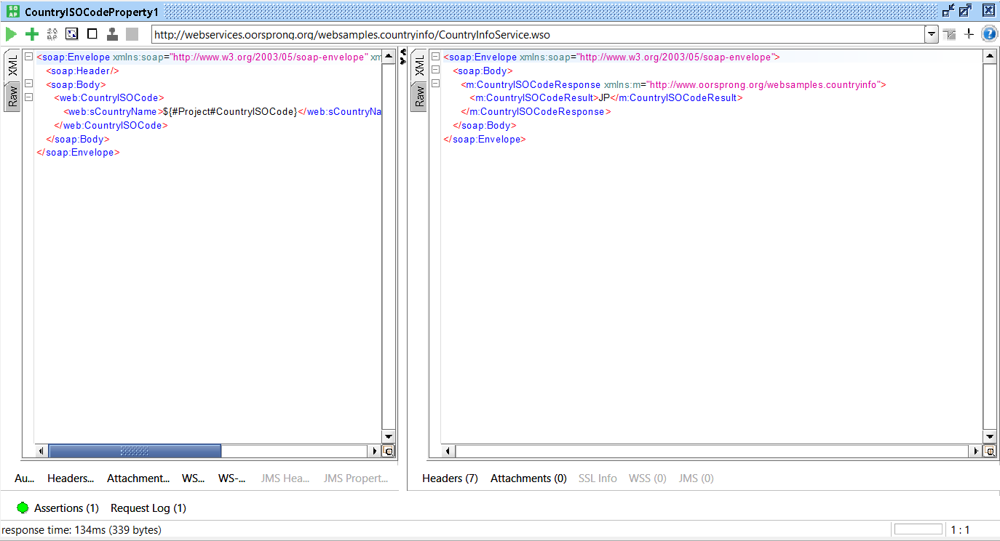 SO
AP
CountryISOCodeProperty1
http://webservices.oorsprong.org/websamples.countryinfo/CountryInfoService.wso
XML
Raw
<soap:Envelope xmlns:soap="http://www.w3.org/2003/05/soap-envelope" xm
<soap:Header/>
<soap:Body>
<web:CountryISOCode>
<web:sCountryName>${#Project#CountryISOCode}</web:sCountryNa
</web:CountryISOCode>
</soap:Body>
</soap:Envelope>
XML
Raw
<soap:Envelope xmlns:soap="http://www.w3.org/2003/05/soap-envelope">
<soap:Body>
<m:CountryISOCodeResponse xmlns:m="http://www.oorsprong.org/websamples.countryinfo">
<m:CountryISOCodeResult>JP</m:CountryISOCodeResult>
</m:CountryISOCodeResponse>
</soap:Body>
</soap:Envelope>
Au... Headers... Attachment... WS... WS-... JMS Hea... JMS Propert...
Headers (7) Attachments (0) SSL Info WSS (0) JMS (0)
Assertions (1) Request Log (1)
response time: 134ms (339 bytes)
1 : 1